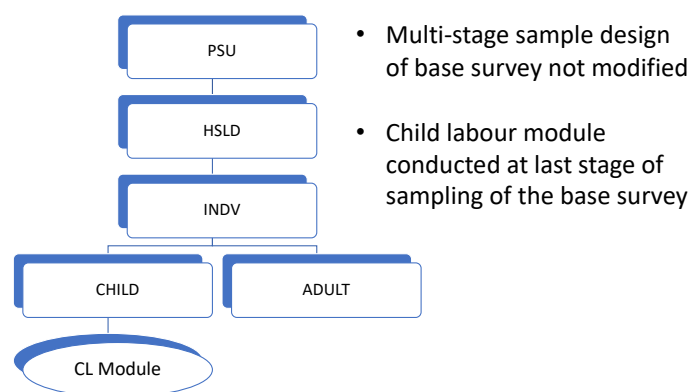 PSU
HSLD
INDV
CHILD
ADULT
CL Module
• Multi-stage sample design
of base survey not modified
• Child labour module
conducted at last stage of
sampling of the base survey